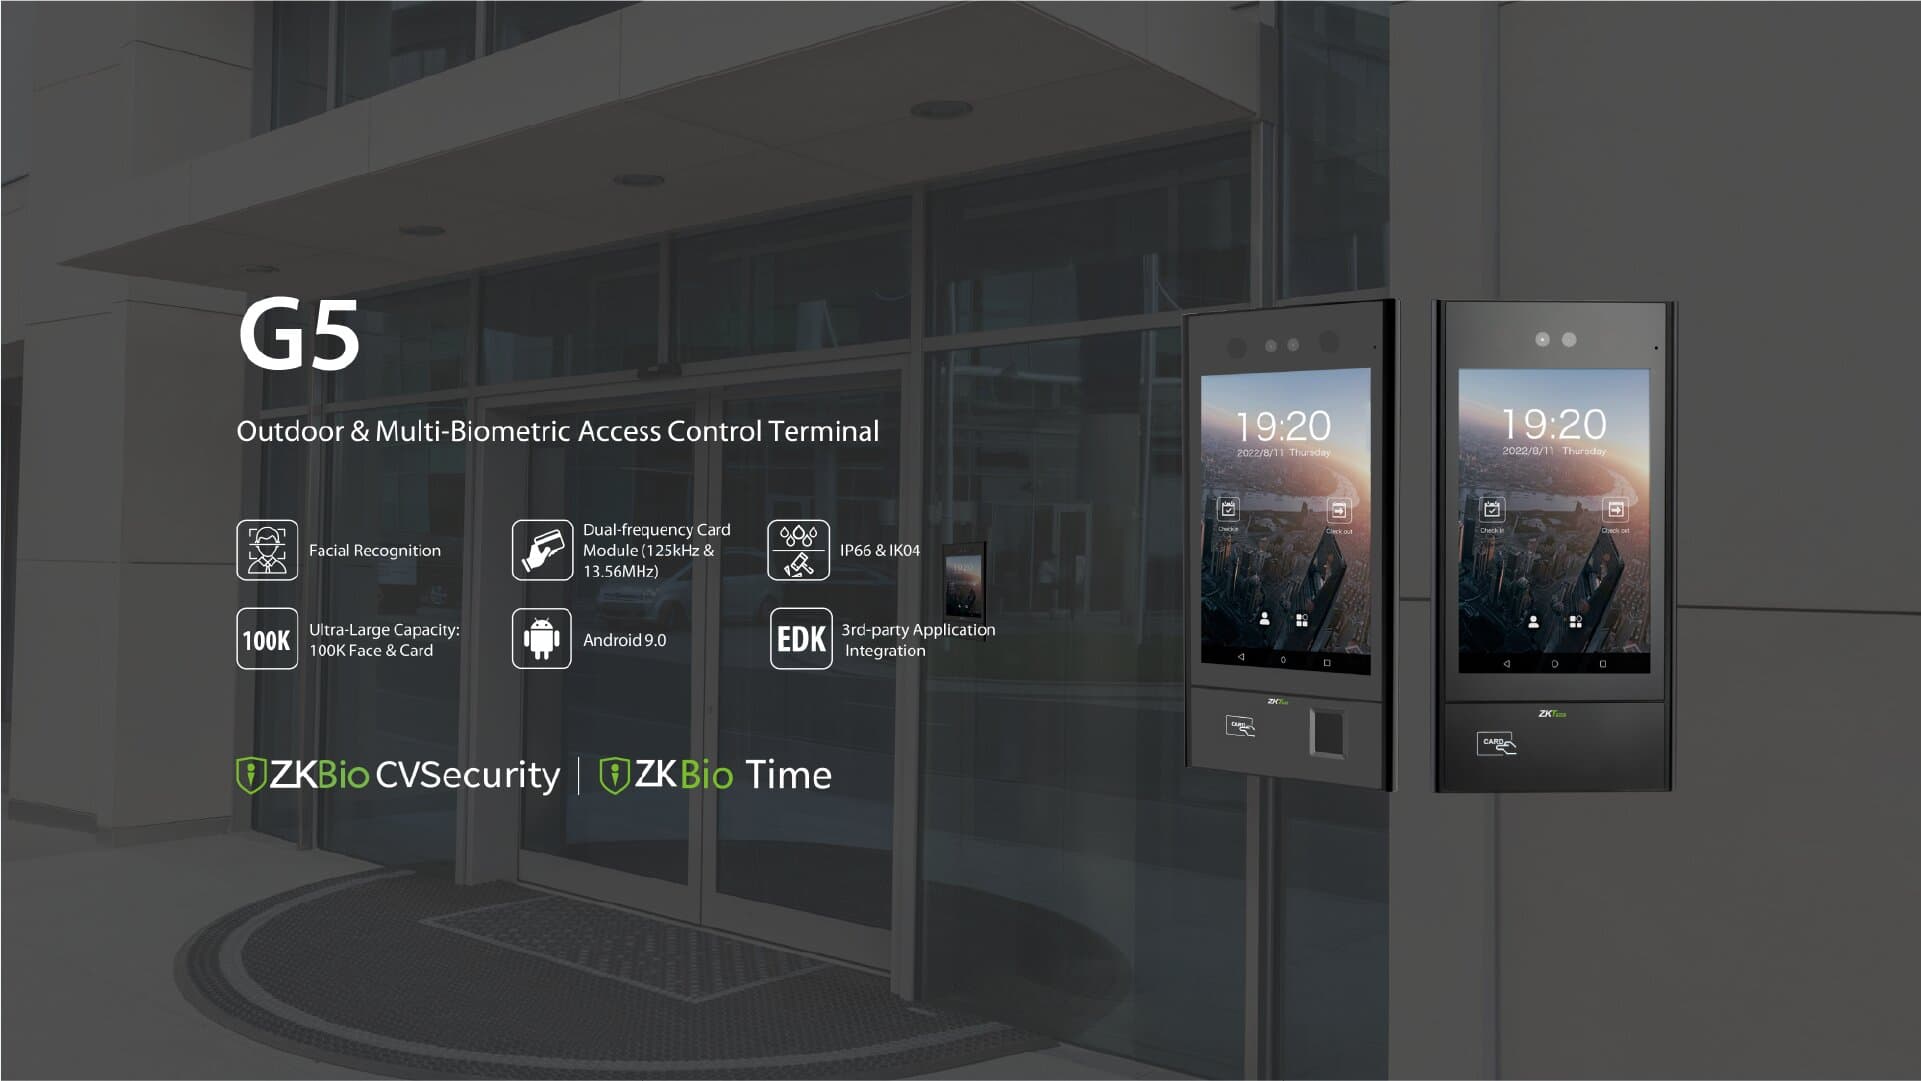 G5
Outdoor & Multi-Biometric Access Control Terminal
Facial Recognition
Dual-frequency Card
Module (125kHz &
13.56MHz)
IP66 & IK04
100K
Ultra-Large Capacity:
100K Face & Card
Android 9.0
EDK
3rd-party Application
Integration
ZKBio CVSecurity
ZKBio Time
19:20
2022/8/11 Thursday
Check in
Check out
ZKTeco
CARD
19:20
2022/8/11 Thursday
Check in
Check out
ZKTeco
CARD